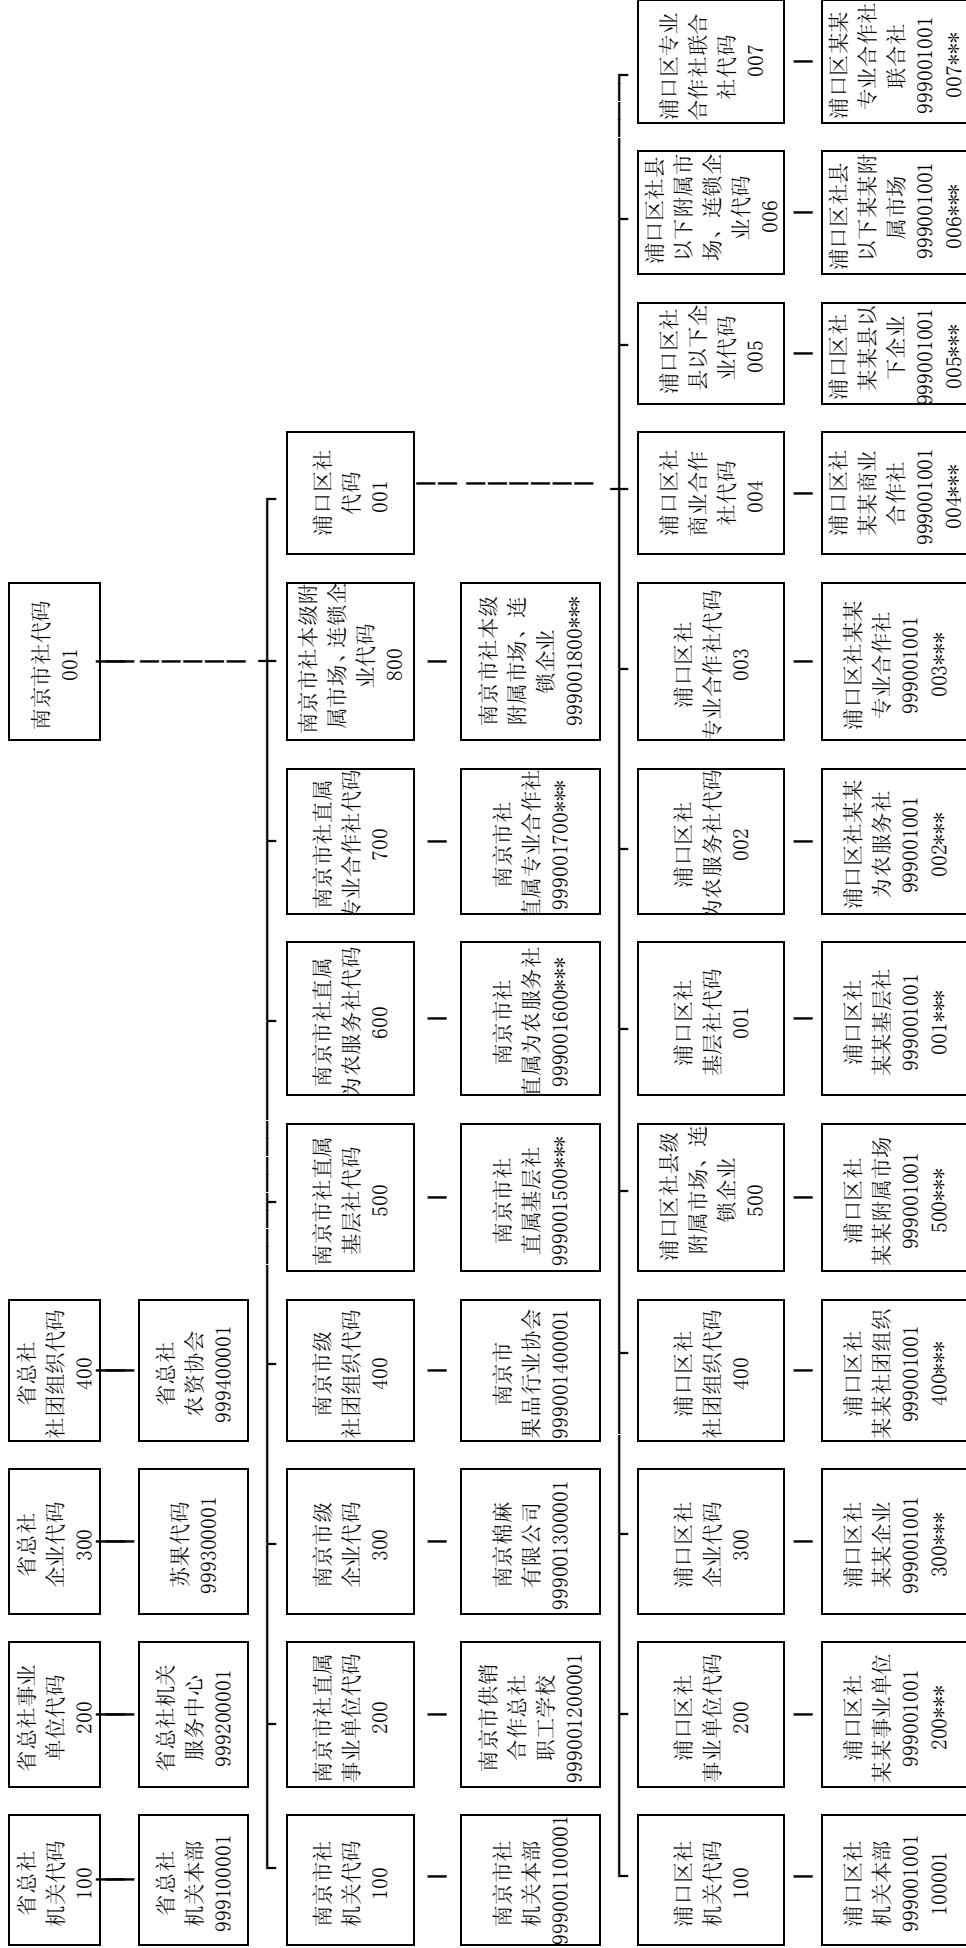 省总社
机关代码
100
省总社事业
单位代码
200
省总社
企业代码
300
省总社
社团组织代码
400
南京市社代码
001
省总社
机关本部
999100001
省总社机关
服务中心
999200001
苏果代码
999300001
省总社
农资协会
999400001
南京市社
机关代码
100
南京市社直属
事业单位代码
200
南京市级
企业代码
300
南京市级
社团组织代码
400
南京市社直属
基层社代码
500
南京市社直属
为农服务社代码
600
南京市社直属
专业合作社代码
700
南京市社本级附
属市场、连锁企
业代码
800
浦口区社
代码
001
南京市社
机关本部
999001100001
南京市供销
合作总社
职工学校
999001200001
南京棉麻
有限公司
999001300001
南京市
果品行业协会
999001400001
南京市社
直属基层社
999001500***
南京市社
直属为农服务社
999001600***
南京市社
直属专业合作社
999001700***
南京市社本级
附属市场、连
锁企业
999001800***
浦口区社
机关代码
100
浦口区社
事业单位代码
200
浦口区社
企业代码
300
浦口区社
社团组织代码
400
浦口区社县级
附属市场、连
锁企业
500
浦口区社
基层社代码
001
浦口区社
为农服务社代码
002
浦口区社
专业合作社代码
003
浦口区社
商业合作
社代码
004
浦口区社
县以下企
业代码
005
浦口区社县
以下附属市
场、连锁企
业代码
006
浦口区专业
合作社联合
社代码
007
浦口区社
机关本部
999001001
100001
浦口区社
某某事业单位
999001001
200***
浦口区社
某某企业
999001001
300***
浦口区社
某某社团组织
999001001
400***
浦口区社
某某附属市场
999001001
500***
浦口区社
某某基层社
999001001
001***
浦口区社某某
为农服务社
999001001
002***
浦口区社某某
专业合作社
999001001
003***
浦口区社
某某商业
合作社
999001001
004***
浦口区社
某某县以
下企业
999001001
005***
浦口区社县
以下某某附
属市场
999001001
006***
浦口区某某
专业合作社
联合社
999001001
007***